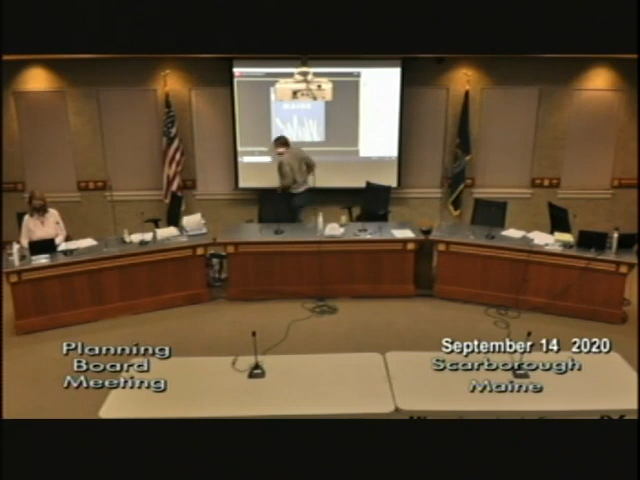 Planning
Board
Meeting
September 14 2020
Scarborough
Maine